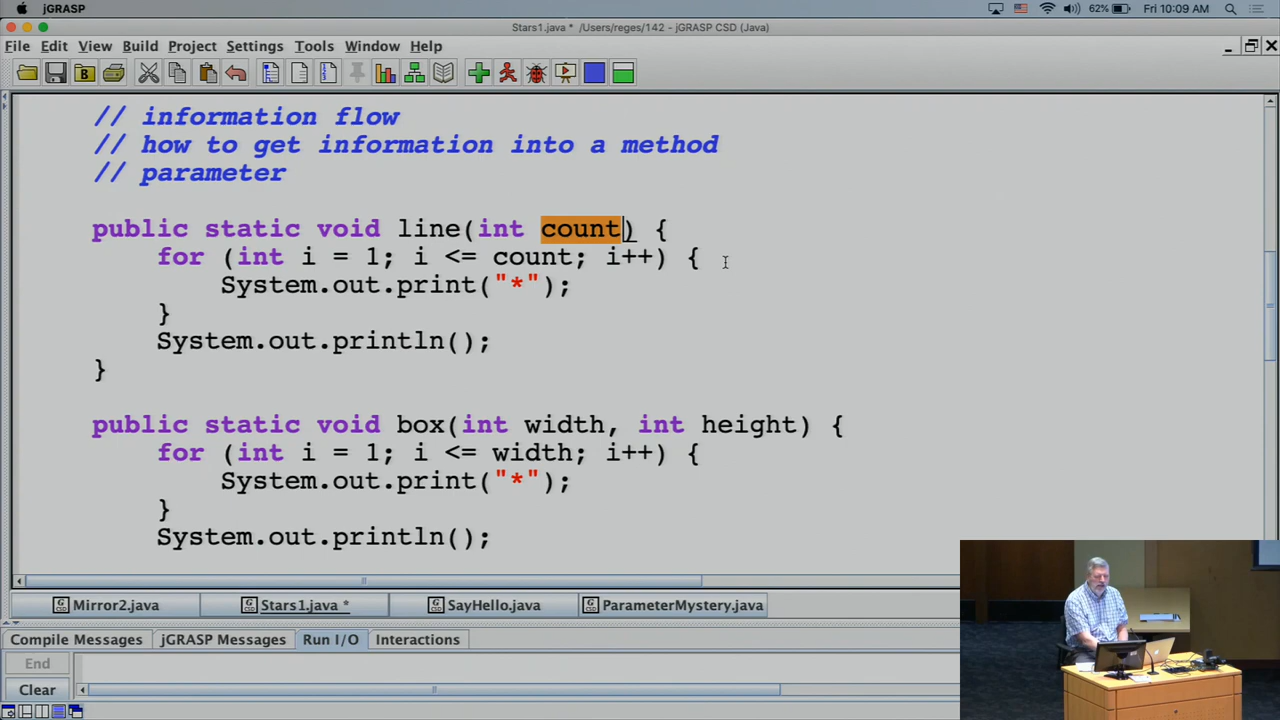 jGRASP
62%
Fri 10:09 AM
Stars1.java * /Users/reges/142 - jGRASP CSD (Java)
File Edit View Build Project Settings Tools Window Help
// information flow
// how to get information into a method
// parameter
public static void line(int count) {
for (int i = 1; i <= count; i++) {
System.out.print("*");
}
System.out.println();
}
public static void box(int width, int height) {
for (int i = 1; i <= width; i++) {
System.out.print("*");
}
System.out.println();
Mirror2.java Stars1.java * SayHello.java ParameterMystery.java
Compile Messages jGRASP Messages Run I/O Interactions
End
Clear